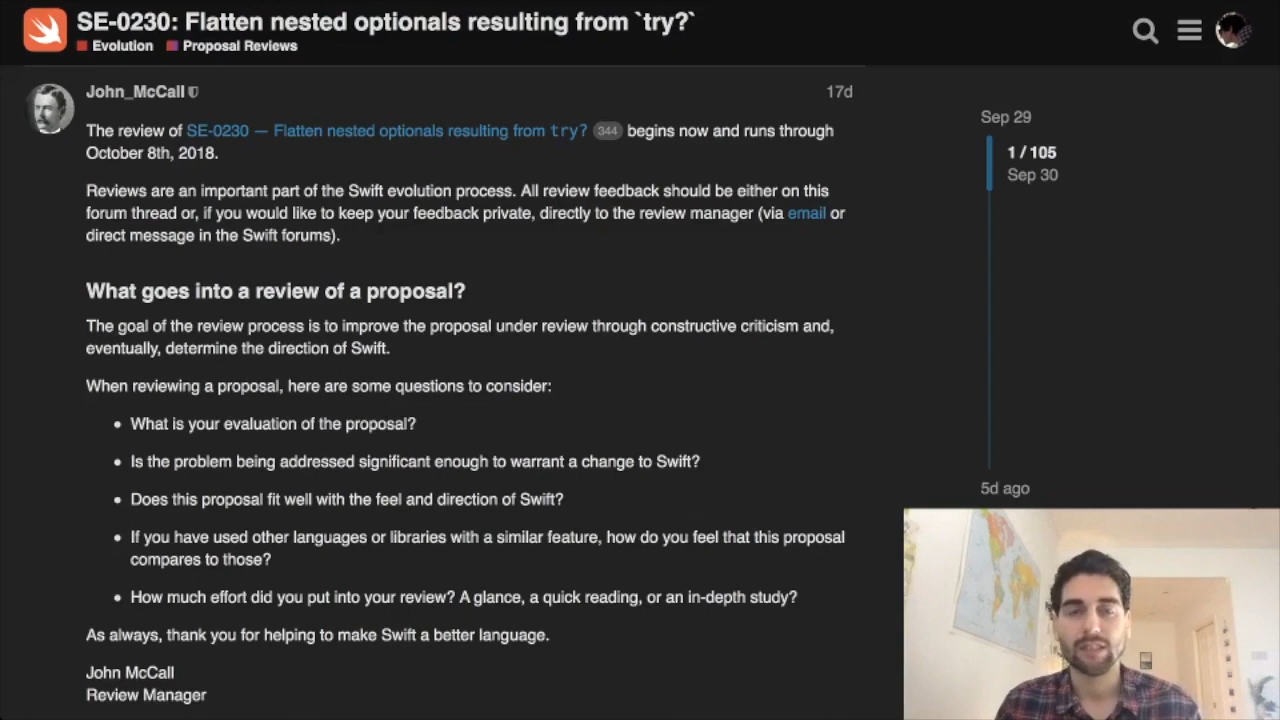 SE-0230: Flatten nested optionals resulting from `try?`
Evolution Proposal Reviews
John_McCall 17d
The review of SE-0230 — Flatten nested optionals resulting from try? 344 begins now and runs through
October 8th, 2018.
Reviews are an important part of the Swift evolution process. All review feedback should be either on this
forum thread or, if you would like to keep your feedback private, directly to the review manager (via email or
direct message in the Swift forums).
What goes into a review of a proposal?
The goal of the review process is to improve the proposal under review through constructive criticism and,
eventually, determine the direction of Swift.
When reviewing a proposal, here are some questions to consider:
• What is your evaluation of the proposal?
• Is the problem being addressed significant enough to warrant a change to Swift?
• Does this proposal fit well with the feel and direction of Swift?
• If you have used other languages or libraries with a similar feature, how do you feel that this proposal
compares to those?
• How much effort did you put into your review? A glance, a quick reading, or an in-depth study?
As always, thank you for helping to make Swift a better language.
John McCall
Review Manager
Sep 29
1 / 105
Sep 30
5d ago